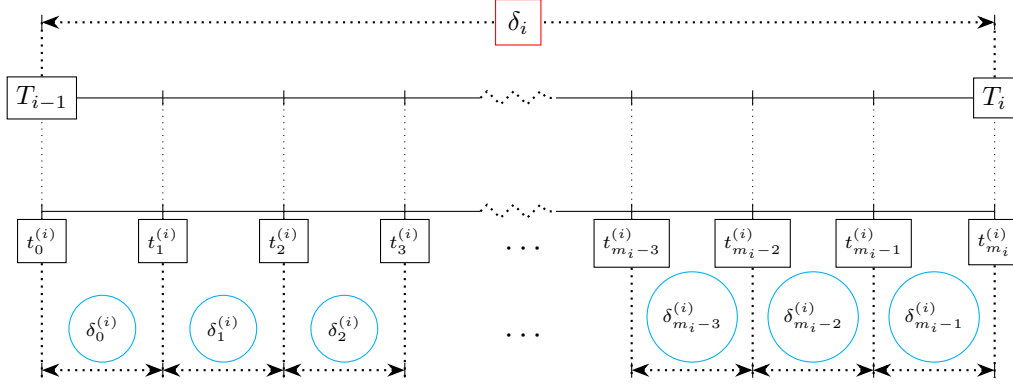 δ_i
T_{i−1} T_i
t_0^{(i)} t_1^{(i)} t_2^{(i)} t_3^{(i)} ⋯ t_{m_i−3}^{(i)} t_{m_i−2}^{(i)} t_{m_i−1}^{(i)} t_{m_i}^{(i)}
δ_0^{(i)} δ_1^{(i)} δ_2^{(i)} ⋯ δ_{m_i−3}^{(i)} δ_{m_i−2}^{(i)} δ_{m_i−1}^{(i)}